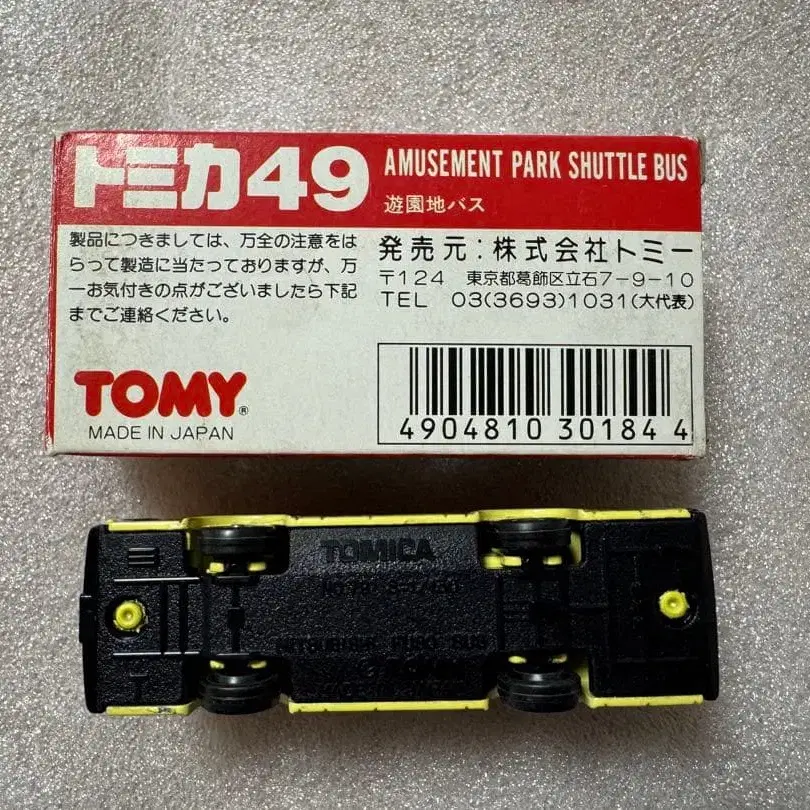 トミカ49
AMUSEMENT PARK SHUTTLE BUS
遊園地バス
製品につきましては、万全の注意をは
らって製造に当たっておりますが、万
一お気付きの点がございましたら下記
までご連絡ください。
発売元:株式会社トミー
〒124 東京都葛飾区立石7-9-10
TEL 03(3693)1031(大代表)
TOMY®
MADE IN JAPAN
4904810 301844
TOMICA
MITSUBISHI FUSO BUS